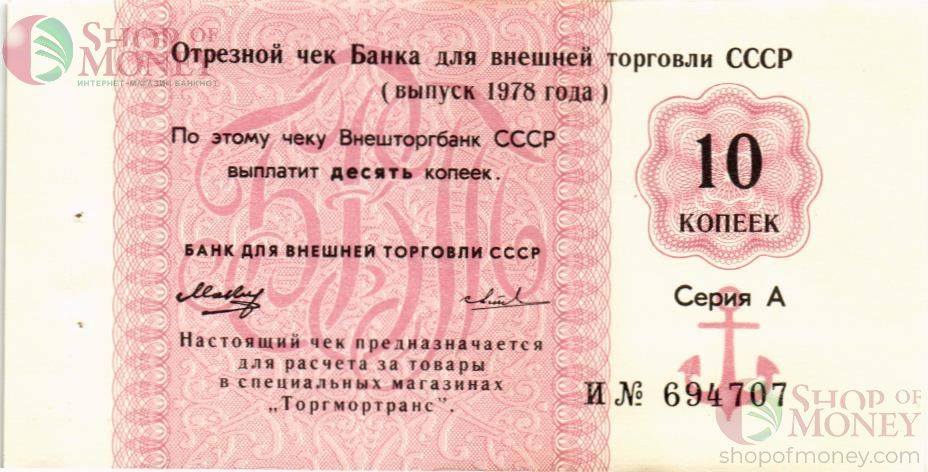 SHOP OF
MONEY
ИНТЕРНЕТ-МАГАЗИН БАНКНОТ
Отрезной чек Банка для внешней торговли СССР
(выпуск 1978 года)
По этому чеку Внешторгбанк СССР
выплатит десять копеек.
10
КОПЕЕК
БАНК ДЛЯ ВНЕШНЕЙ ТОРГОВЛИ СССР
Серия А
Настоящий чек предназначается
для расчета за товары
в специальных магазинах
„Торгмортранс".
И № 694707
SHOP OF
MONEY
shopofmoney.com